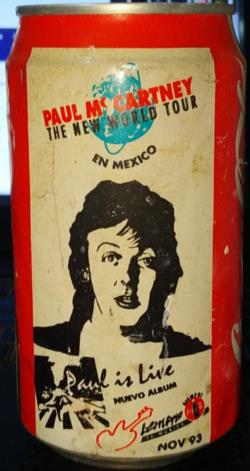 PAUL McCARTNEY
THE NEW WORLD TOUR
EN MEXICO
Paul is Live
NUEVO ALBUM
NOV 93